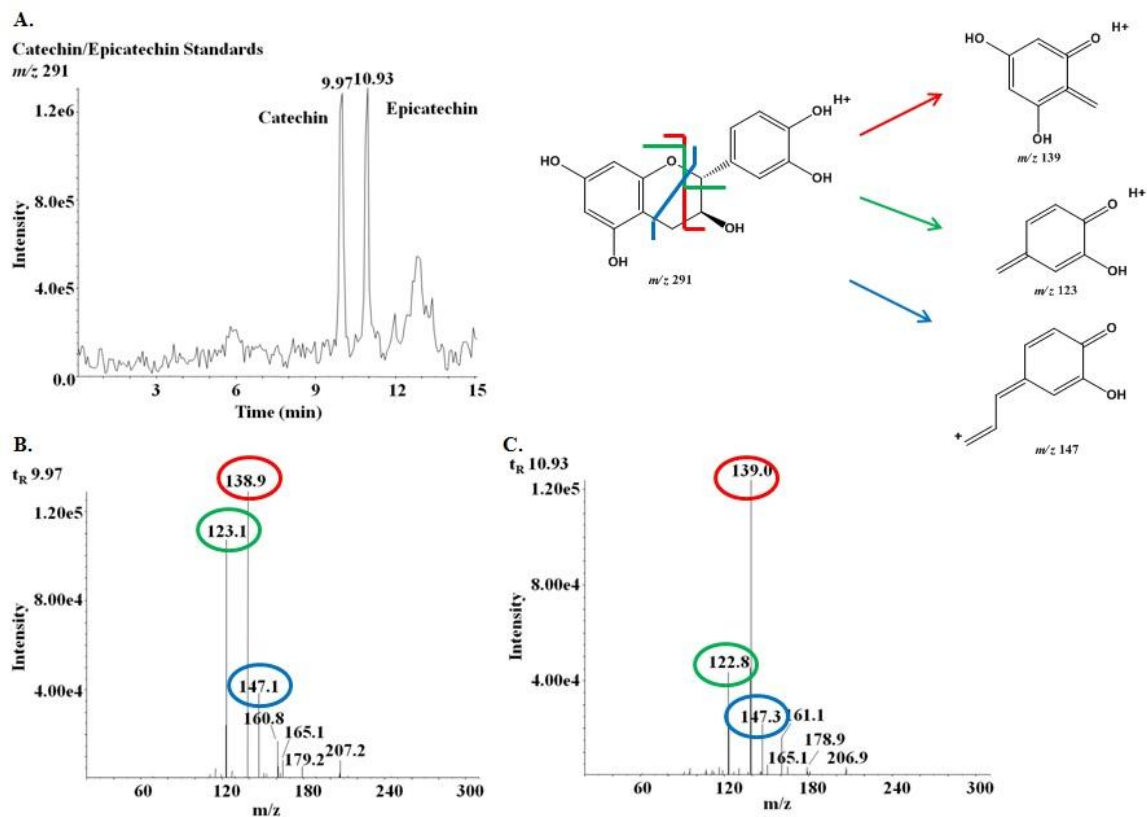 A.
Catechin/Epicatechin Standards
m/z 291
9.97 10.93
Catechin
Epicatechin
1.2e6
8.0e5
4.0e5
0.0
Intensity
3 6 9 12 15
Time (min)
HO
O
OH
H+
OH
OH
OH
m/z 291
HO
O
H+
OH
m/z 139
O
H+
OH
m/z 123
O
OH
+
m/z 147
B.
tR 9.97
138.9
123.1
147.1
160.8
165.1
179.2
207.2
1.20e5
8.00e4
4.00e4
Intensity
60 120 180 240 300
m/z
C.
tR 10.93
139.0
122.8
147.3
161.1
165.1
178.9
206.9
1.20e5
8.00e4
4.00e4
Intensity
60 120 180 240 300
m/z